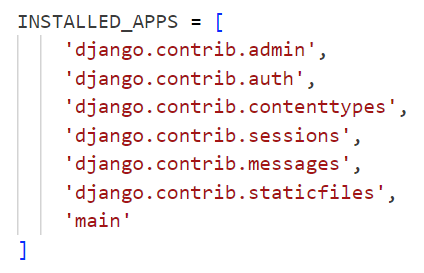 INSTALLED_APPS = [
    'django.contrib.admin',
    'django.contrib.auth',
    'django.contrib.contenttypes',
    'django.contrib.sessions',
    'django.contrib.messages',
    'django.contrib.staticfiles',
    'main'
]